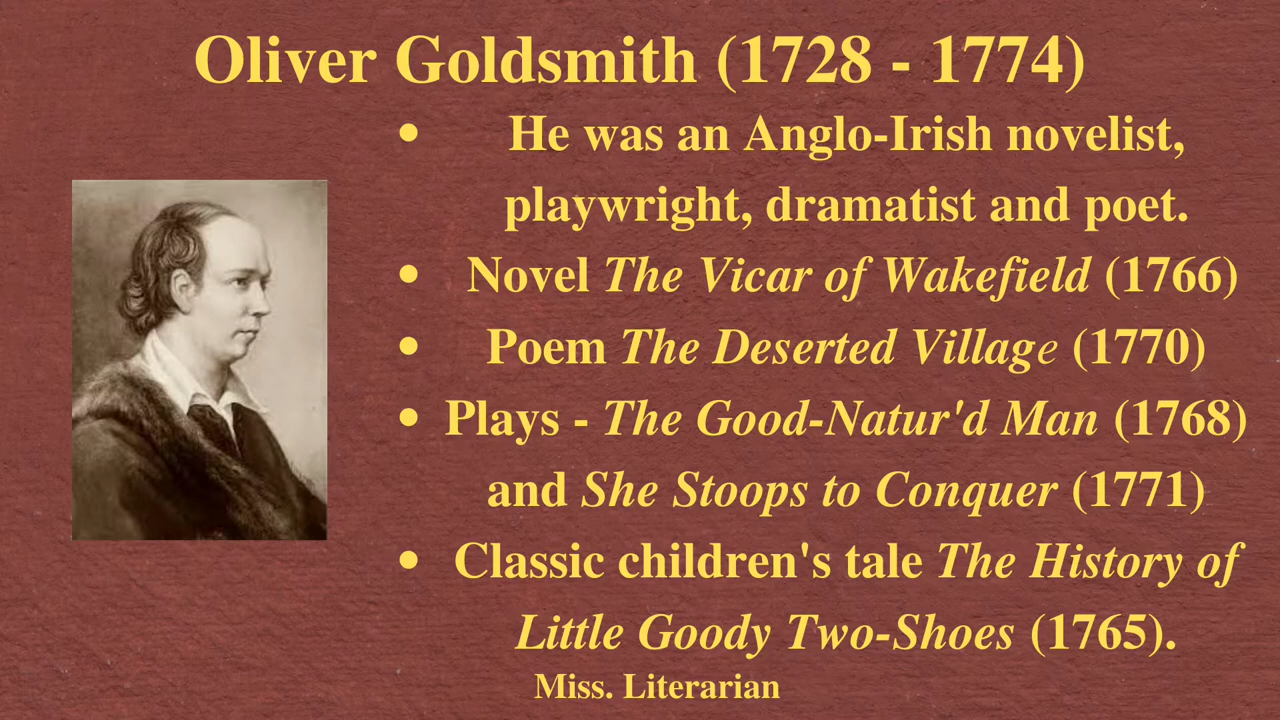 Oliver Goldsmith (1728 - 1774)
• He was an Anglo-Irish novelist,
playwright, dramatist and poet.
• Novel The Vicar of Wakefield (1766)
• Poem The Deserted Village (1770)
• Plays - The Good-Natur'd Man (1768)
and She Stoops to Conquer (1771)
• Classic children's tale The History of
Little Goody Two-Shoes (1765).
Miss. Literarian